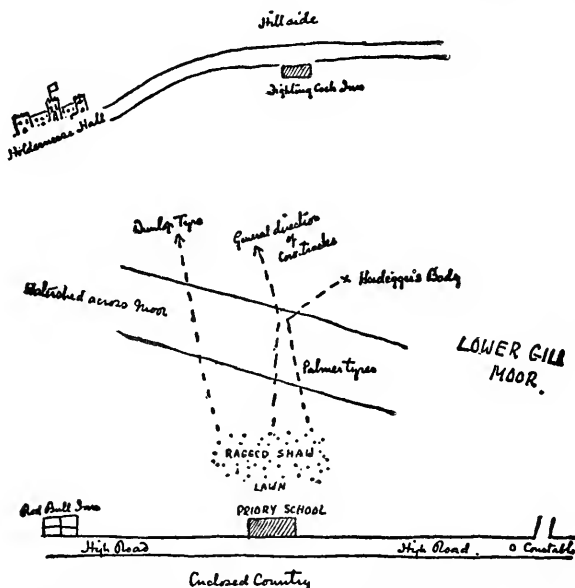 Hillside
Fighting Cock Inn
Holdernesse Hall
Dunlop Tyre
General direction
of
Cow-tracks
Heidegger's Body
Watershed across Moor
LOWER GILL
MOOR.
Palmer tyres
RAGGED SHAW
LAWN
Red Bull Inn
PRIORY SCHOOL
High Road
High Road.
Constable
Enclosed Country